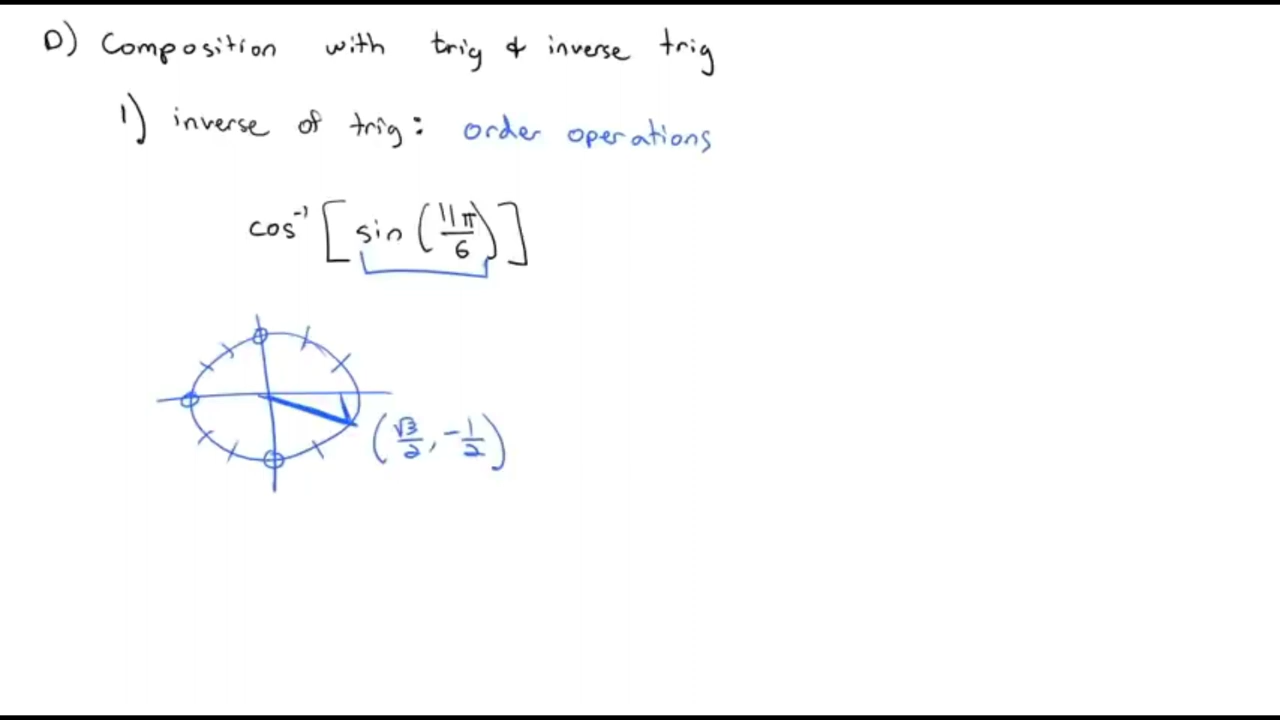 D) Composition with trig & inverse trig
1) inverse of trig: order operations
cos⁻¹ [ sin ( 11π/6 ) ]
( √3/2 , -1/2 )